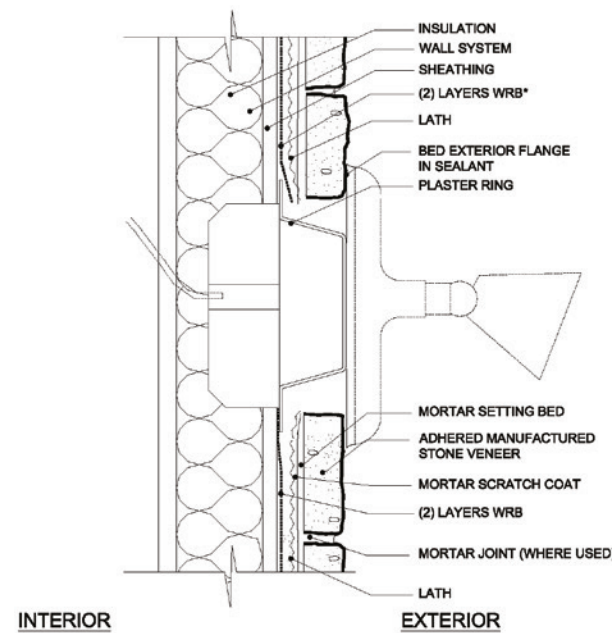 INSULATION
WALL SYSTEM
SHEATHING
(2) LAYERS WRB*
LATH
BED EXTERIOR FLANGE
IN SEALANT
PLASTER RING
MORTAR SETTING BED
ADHERED MANUFACTURED
STONE VENEER
MORTAR SCRATCH COAT
(2) LAYERS WRB
MORTAR JOINT (WHERE USED)
LATH
INTERIOR
EXTERIOR